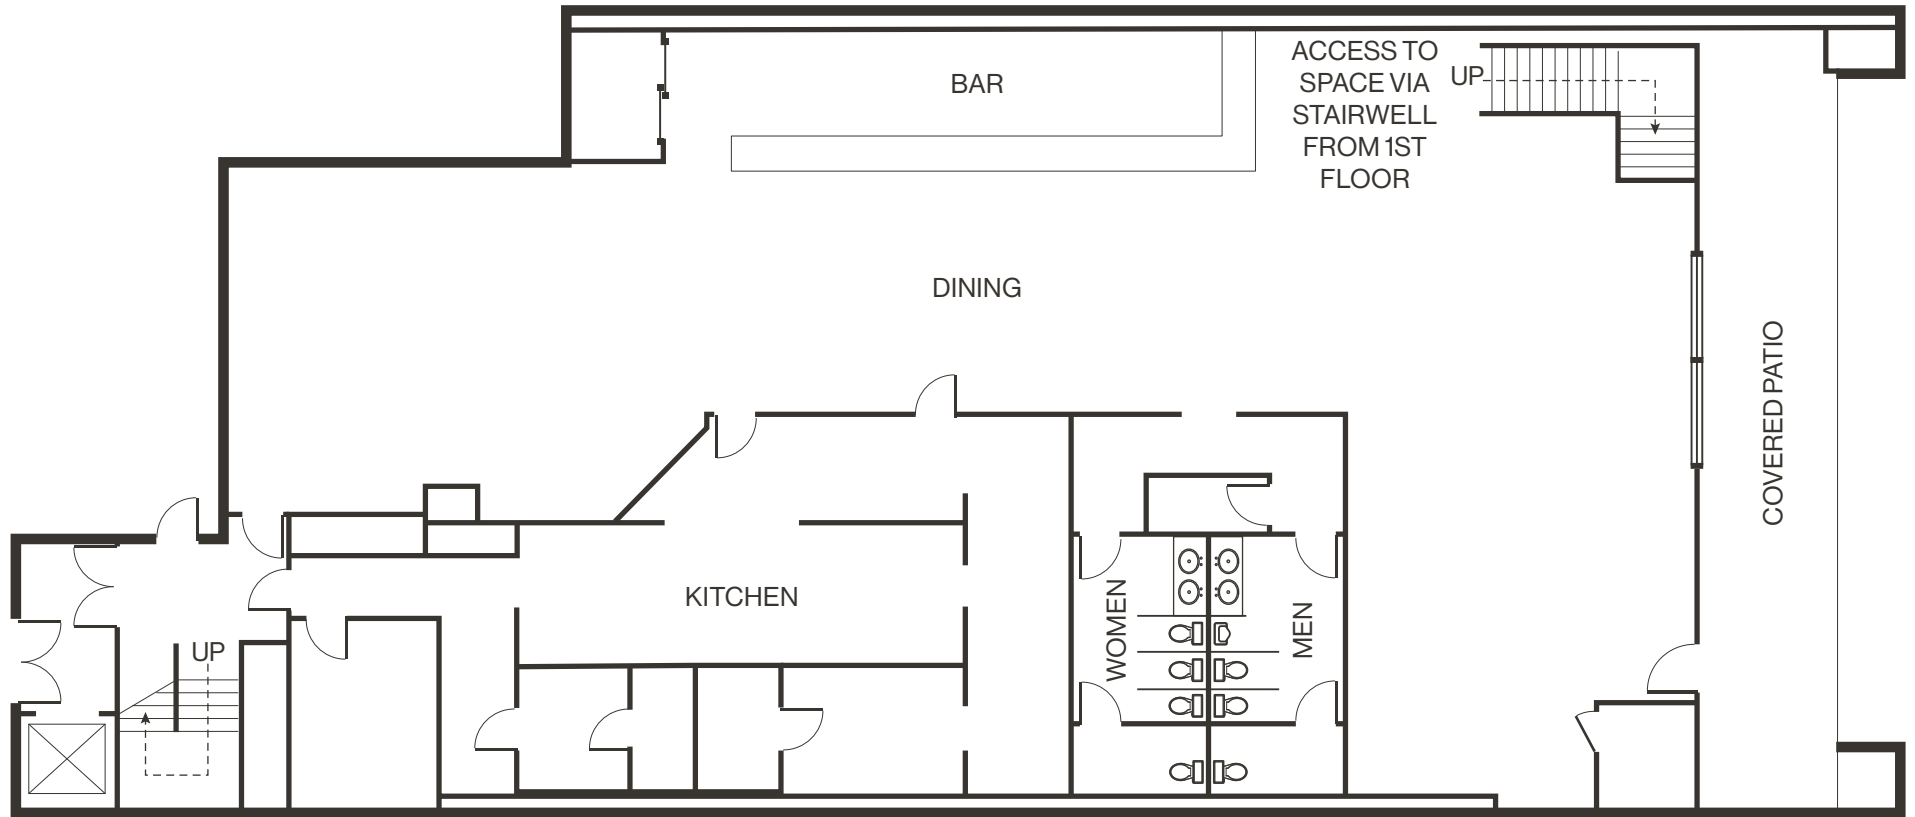 BAR
ACCESS TO
SPACE VIA
STAIRWELL
FROM 1ST
FLOOR
UP
DINING
COVERED PATIO
KITCHEN
WOMEN
MEN
UP